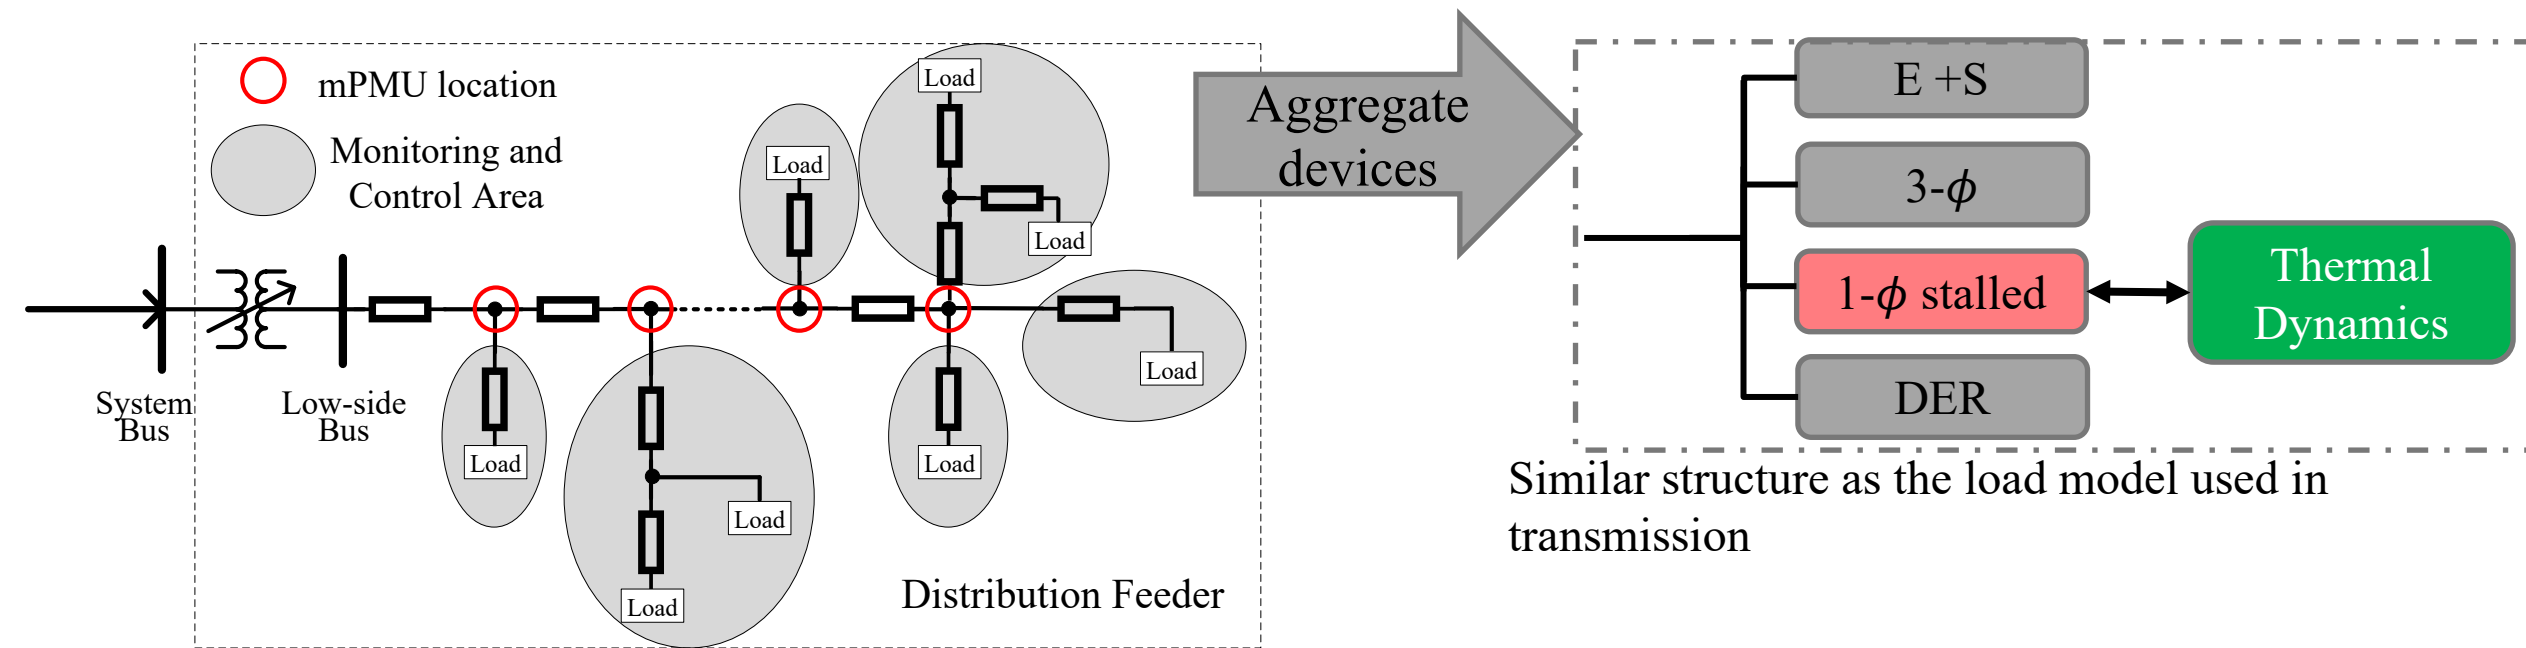 mPMU location
Monitoring and
Control Area
System
Bus
Low-side
Bus
Load
Load
Load
Load
Load
Load
Load
Load
Distribution Feeder
Aggregate
devices
E +S
3-ϕ
1-ϕ stalled
DER
Thermal
Dynamics
Similar structure as the load model used in
transmission